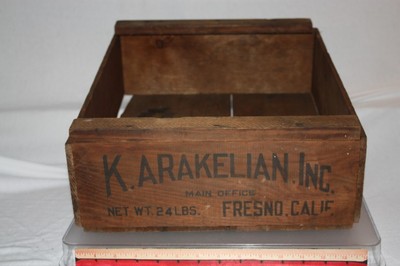 K. ARAKELIAN. INC.
MAIN OFFICE
NET WT. 24 LBS. FRESNO, CALIF.